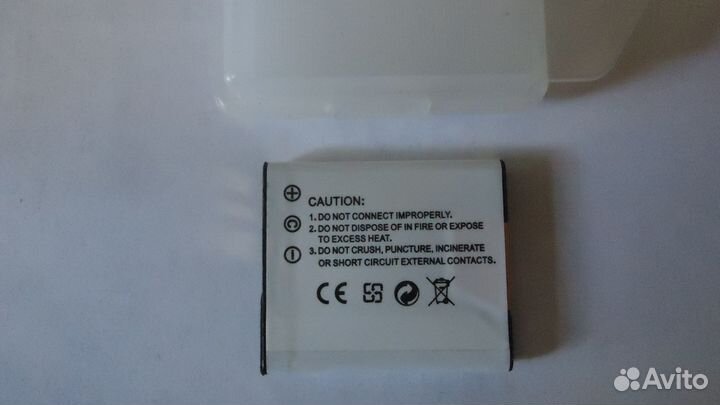 CAUTION:
1. DO NOT CONNECT IMPROPERLY.
2. DO NOT DISPOSE OF IN FIRE OR EXPOSE
TO EXCESS HEAT.
3. DO NOT CRUSH, PUNCTURE, INCINERATE
OR SHORT CIRCUIT EXTERNAL CONTACTS.
CE
Avito